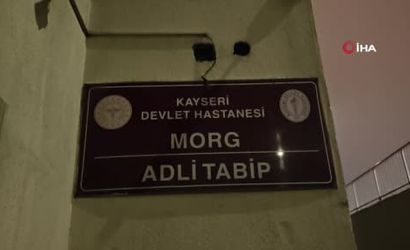 İHA
KAYSERİ
DEVLET HASTANESİ
MORG
ADLİ TABİP